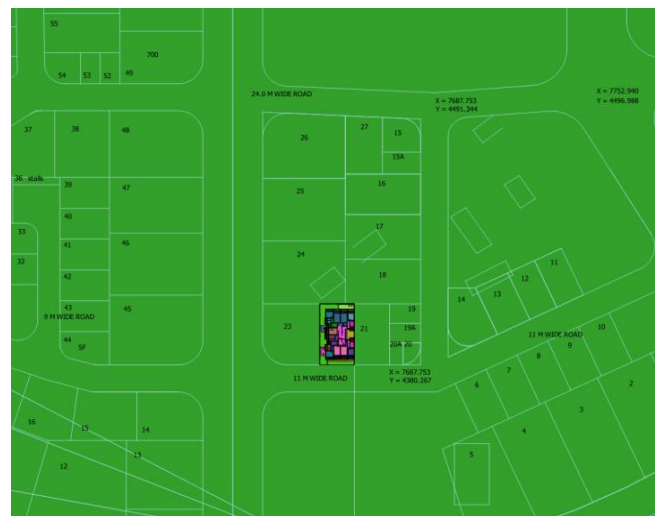 55
700
54 53 52 49
24.0 M WIDE ROAD
X = 7687.753
Y = 4491.344
X = 7752.940
Y = 4496.988
37 38 48
26 27 15
15A
36 stalls
39 47
25 16
40
33 41 46
17
32 24
42 18
11
12
13
14
43
9 M WIDE ROAD
45
44
SF
23 21 19
19A
20A 20
11 M WIDE ROAD
10
9
8
7
6
11 M WIDE ROAD
X = 7687.753
Y = 4380.267
2
3
4
5
16 15 14
12 13